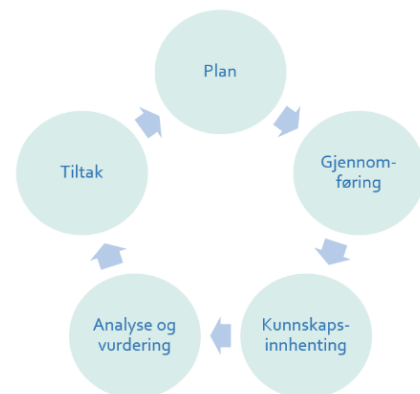 Plan
Gjennom-
føring
Kunnskaps-
innhenting
Analyse og
vurdering
Tiltak